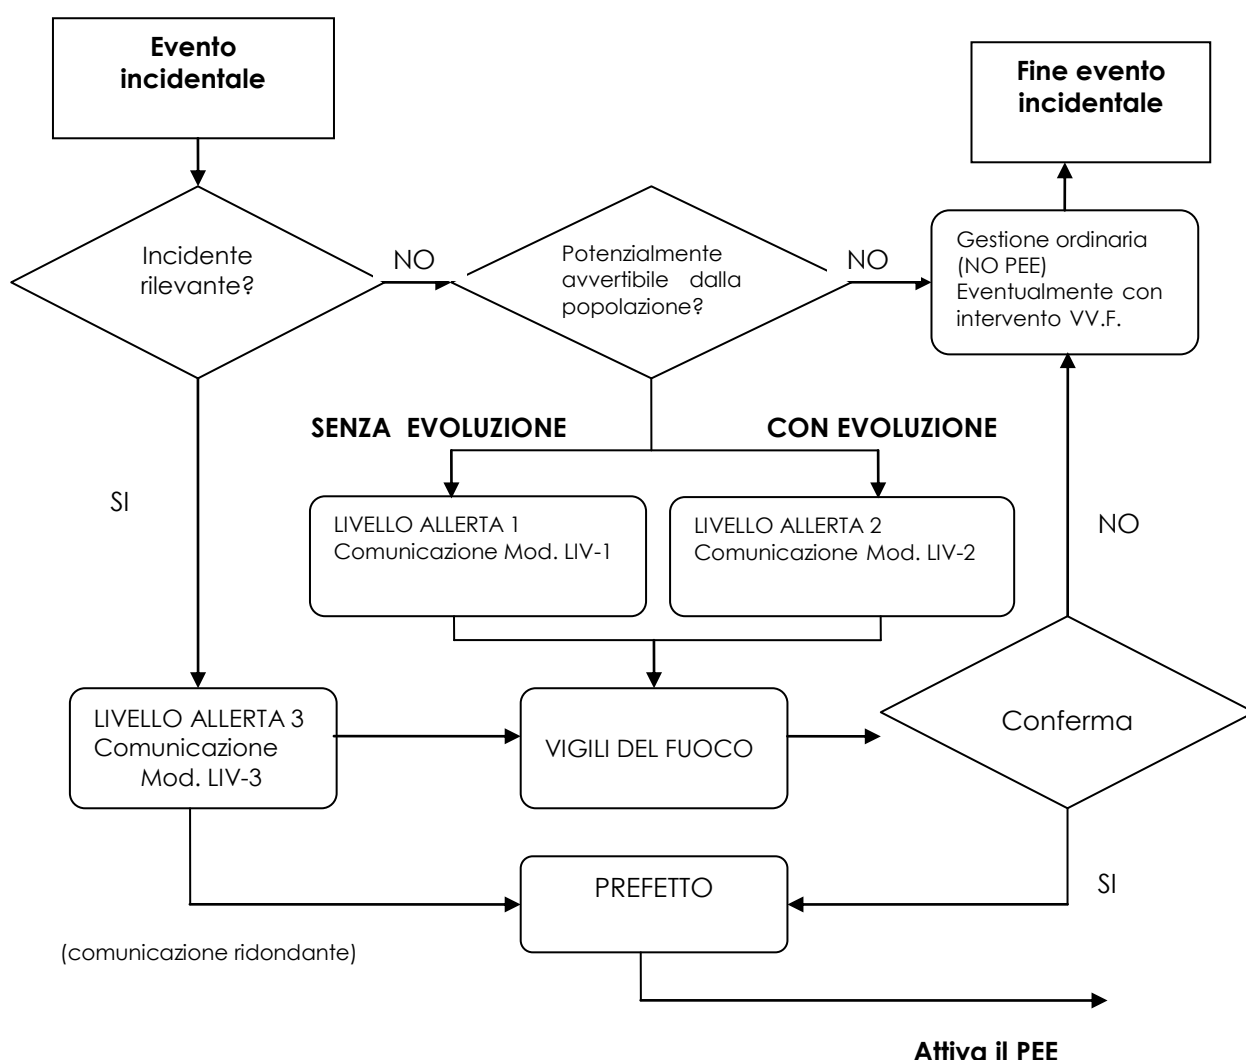 Evento
incidentale
Fine evento
incidentale
Incidente
rilevante?
NO
Potenzialmente
avvertibile dalla
popolazione?
NO
Gestione ordinaria
(NO PEE)
Eventualmente con
intervento VV.F.
SENZA EVOLUZIONE
CON EVOLUZIONE
SI
LIVELLO ALLERTA 1
Comunicazione Mod. LIV-1
LIVELLO ALLERTA 2
Comunicazione Mod. LIV-2
NO
LIVELLO ALLERTA 3
Comunicazione
Mod. LIV-3
VIGILI DEL FUOCO
Conferma
PREFETTO
SI
(comunicazione ridondante)
Attiva il PEE